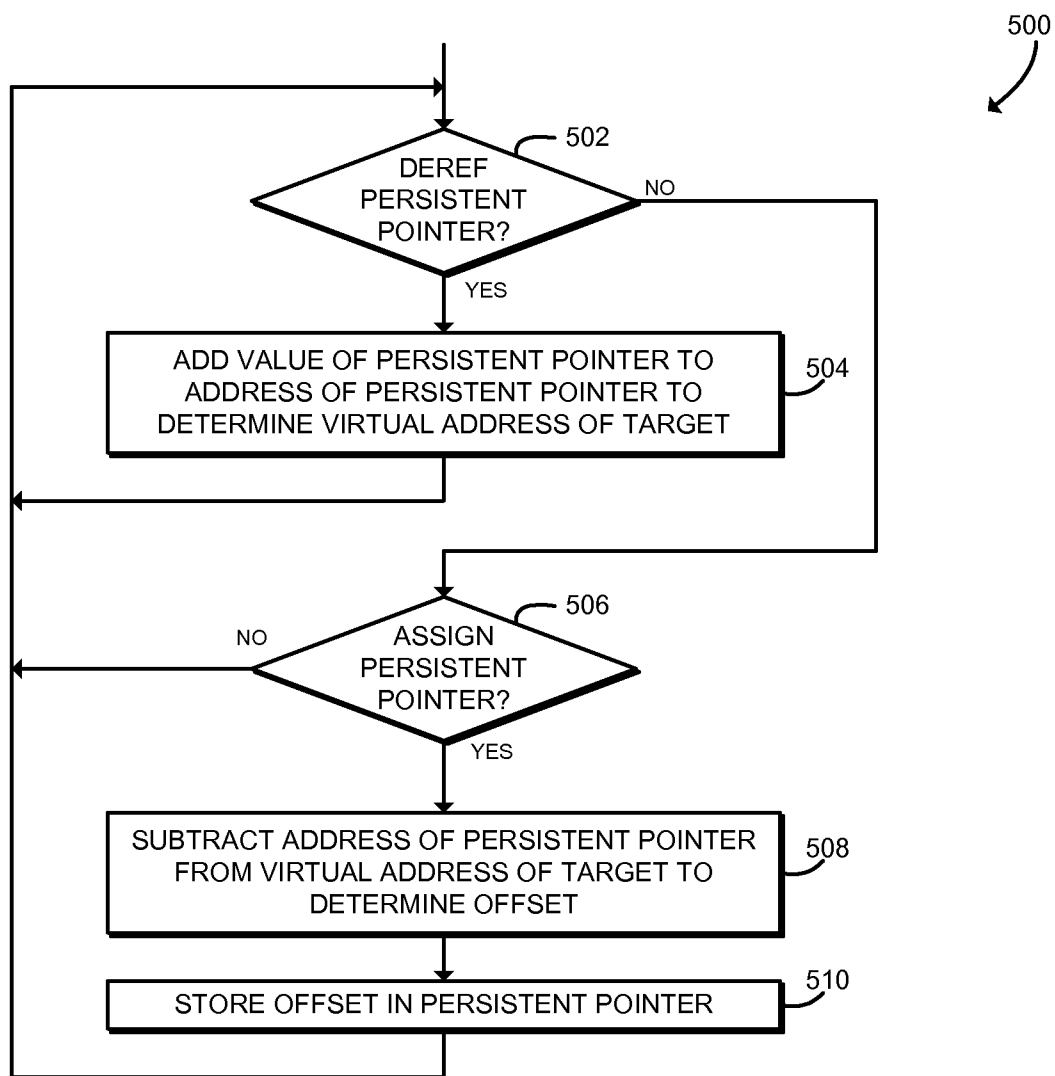 500
502
DEREF
PERSISTENT
POINTER?
NO
YES
ADD VALUE OF PERSISTENT POINTER TO
ADDRESS OF PERSISTENT POINTER TO
DETERMINE VIRTUAL ADDRESS OF TARGET
504
506
NO
ASSIGN
PERSISTENT
POINTER?
YES
SUBTRACT ADDRESS OF PERSISTENT POINTER
FROM VIRTUAL ADDRESS OF TARGET TO
DETERMINE OFFSET
508
STORE OFFSET IN PERSISTENT POINTER
510